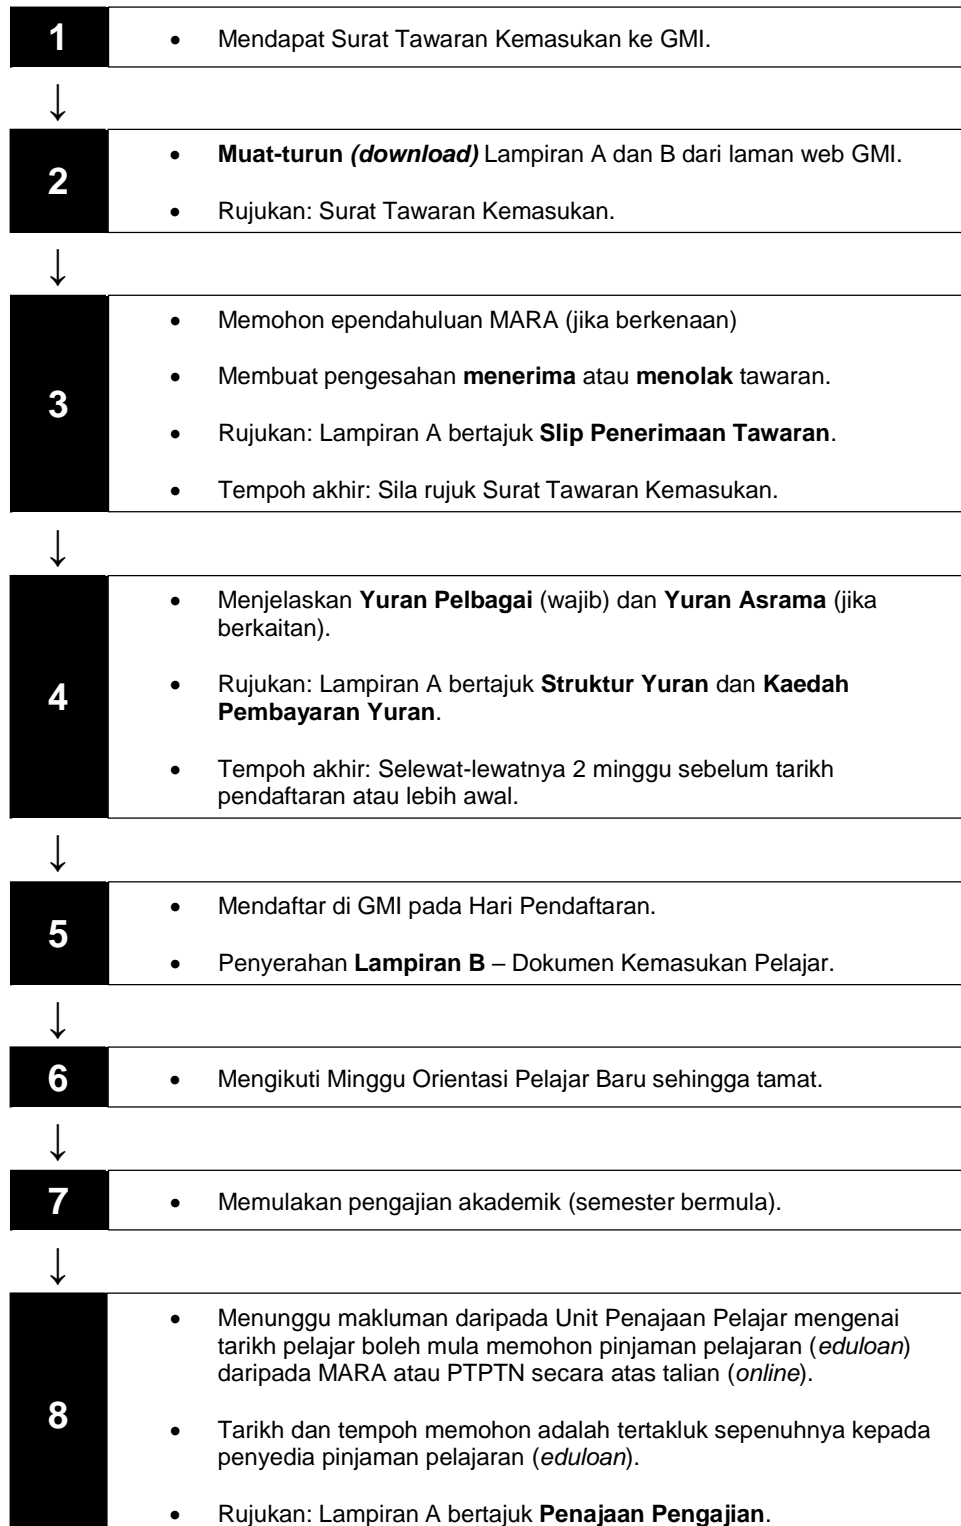 1
• Mendapat Surat Tawaran Kemasukan ke GMI.
↓
2
• Muat-turun (download) Lampiran A dan B dari laman web GMI.
• Rujukan: Surat Tawaran Kemasukan.
↓
3
• Memohon ependahuluan MARA (jika berkenaan)
• Membuat pengesahan menerima atau menolak tawaran.
• Rujukan: Lampiran A bertajuk Slip Penerimaan Tawaran.
• Tempoh akhir: Sila rujuk Surat Tawaran Kemasukan.
↓
4
• Menjelaskan Yuran Pelbagai (wajib) dan Yuran Asrama (jika
berkaitan).
• Rujukan: Lampiran A bertajuk Struktur Yuran dan Kaedah
Pembayaran Yuran.
• Tempoh akhir: Selewat-lewatnya 2 minggu sebelum tarikh
pendaftaran atau lebih awal.
↓
5
• Mendaftar di GMI pada Hari Pendaftaran.
• Penyerahan Lampiran B – Dokumen Kemasukan Pelajar.
↓
6
• Mengikuti Minggu Orientasi Pelajar Baru sehingga tamat.
↓
7
• Memulakan pengajian akademik (semester bermula).
↓
8
• Menunggu makluman daripada Unit Penajaan Pelajar mengenai
tarikh pelajar boleh mula memohon pinjaman pelajaran (eduloan)
daripada MARA atau PTPTN secara atas talian (online).
• Tarikh dan tempoh memohon adalah tertakluk sepenuhnya kepada
penyedia pinjaman pelajaran (eduloan).
• Rujukan: Lampiran A bertajuk Penajaan Pengajian.